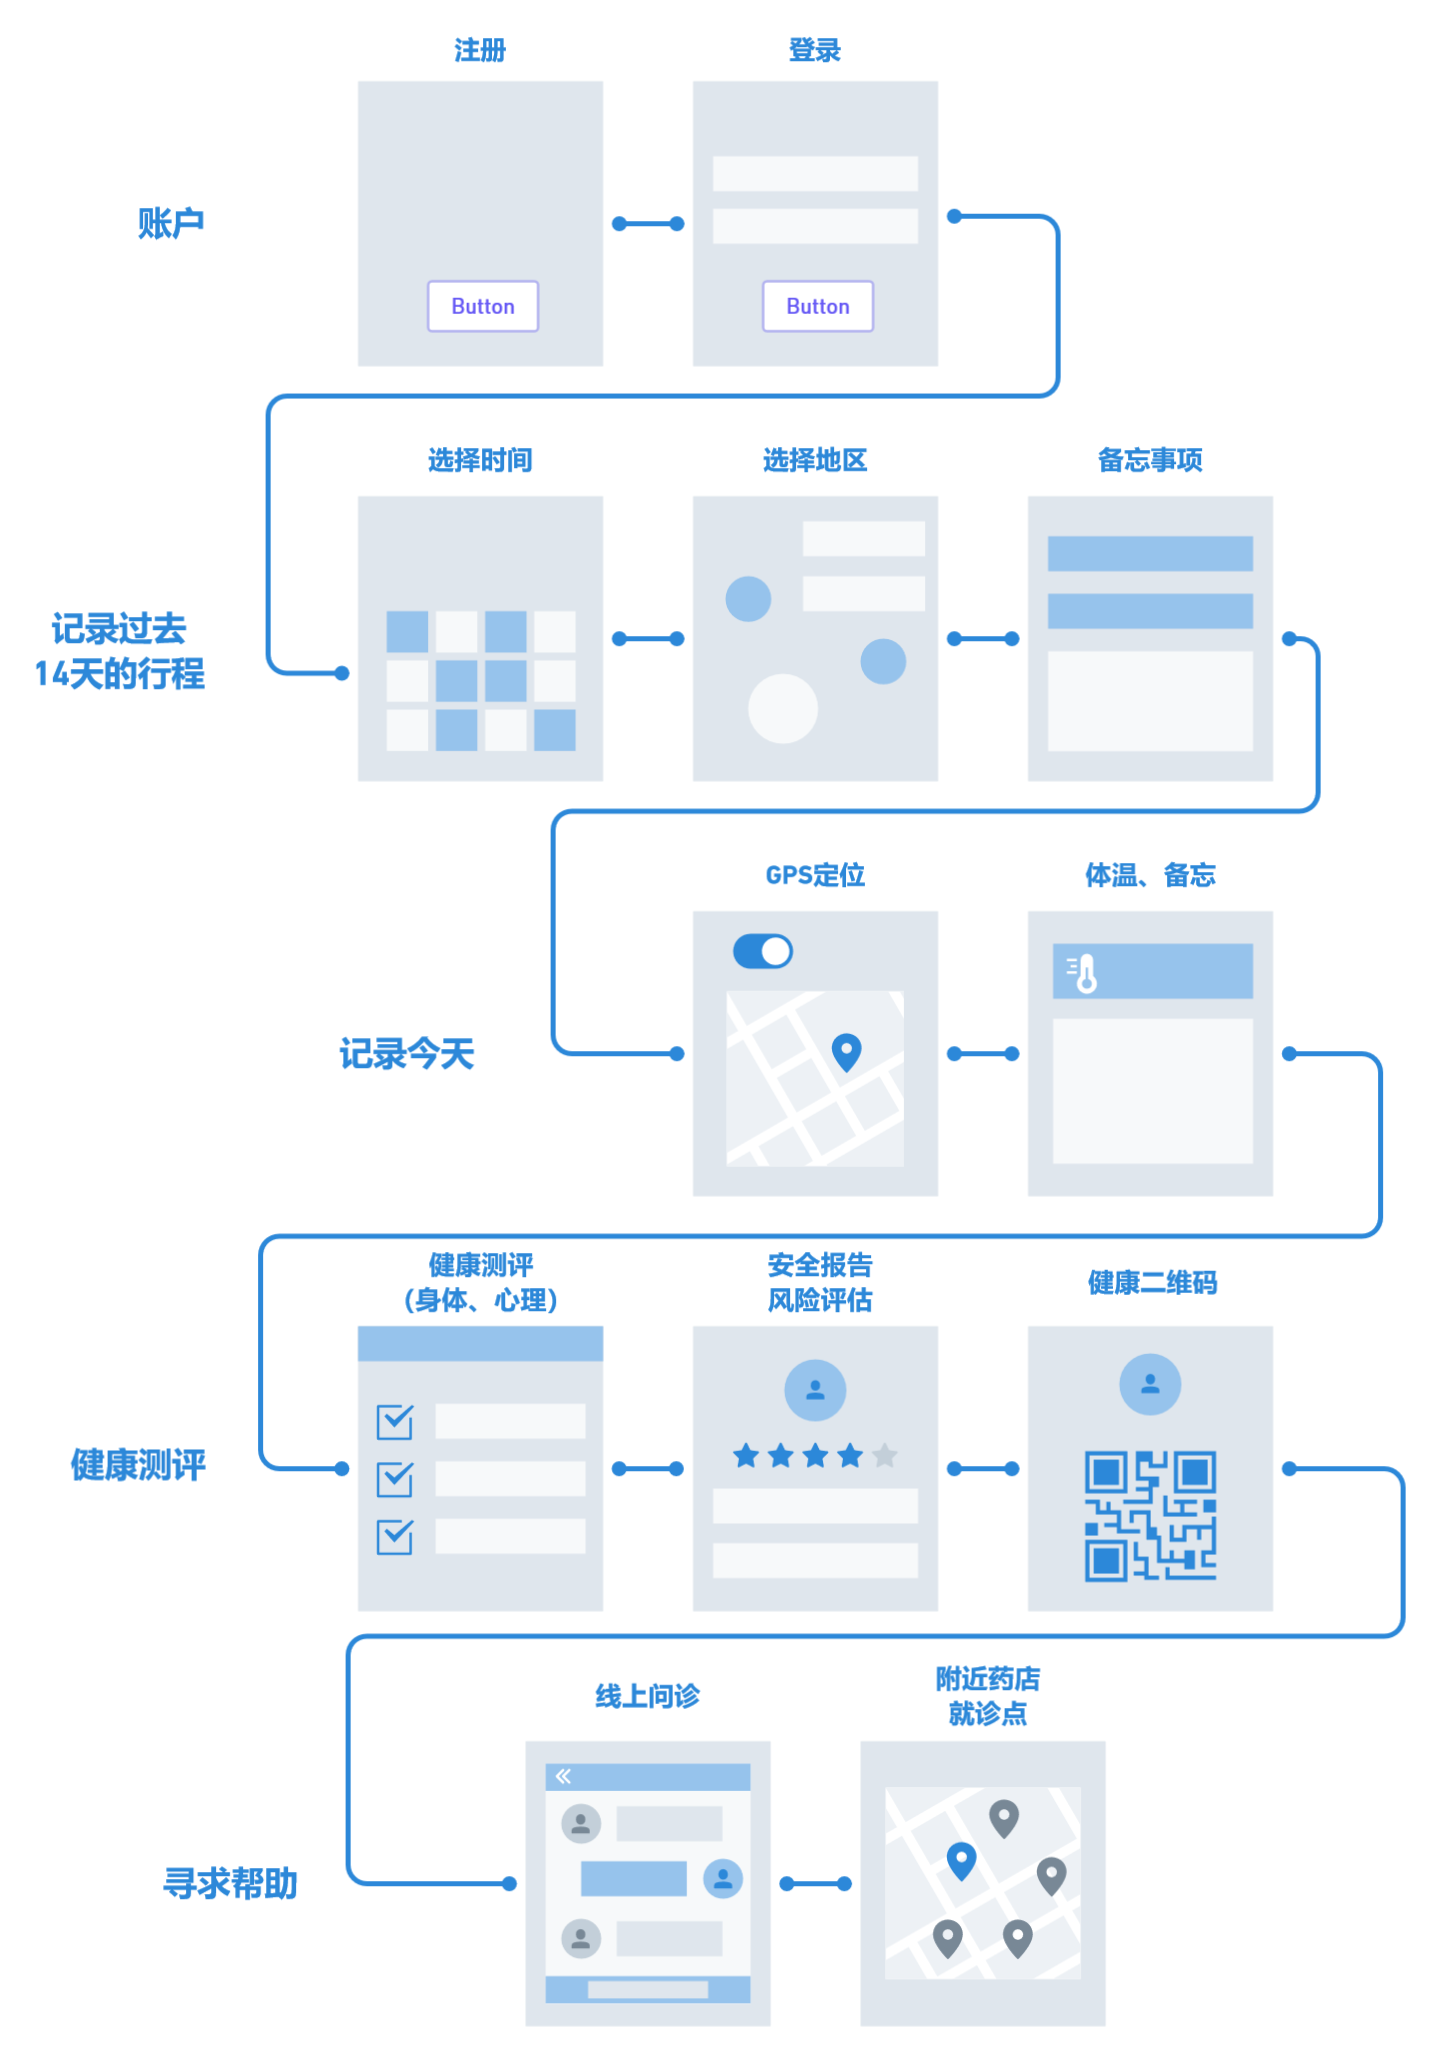 注册
登录
账户
Button
Button
选择时间
选择地区
备忘事项
记录过去
14天的行程
GPS定位
体温、备忘
记录今天
健康测评
(身体、心理)
安全报告
风险评估
健康二维码
健康测评
线上问诊
附近药店
就诊点
寻求帮助